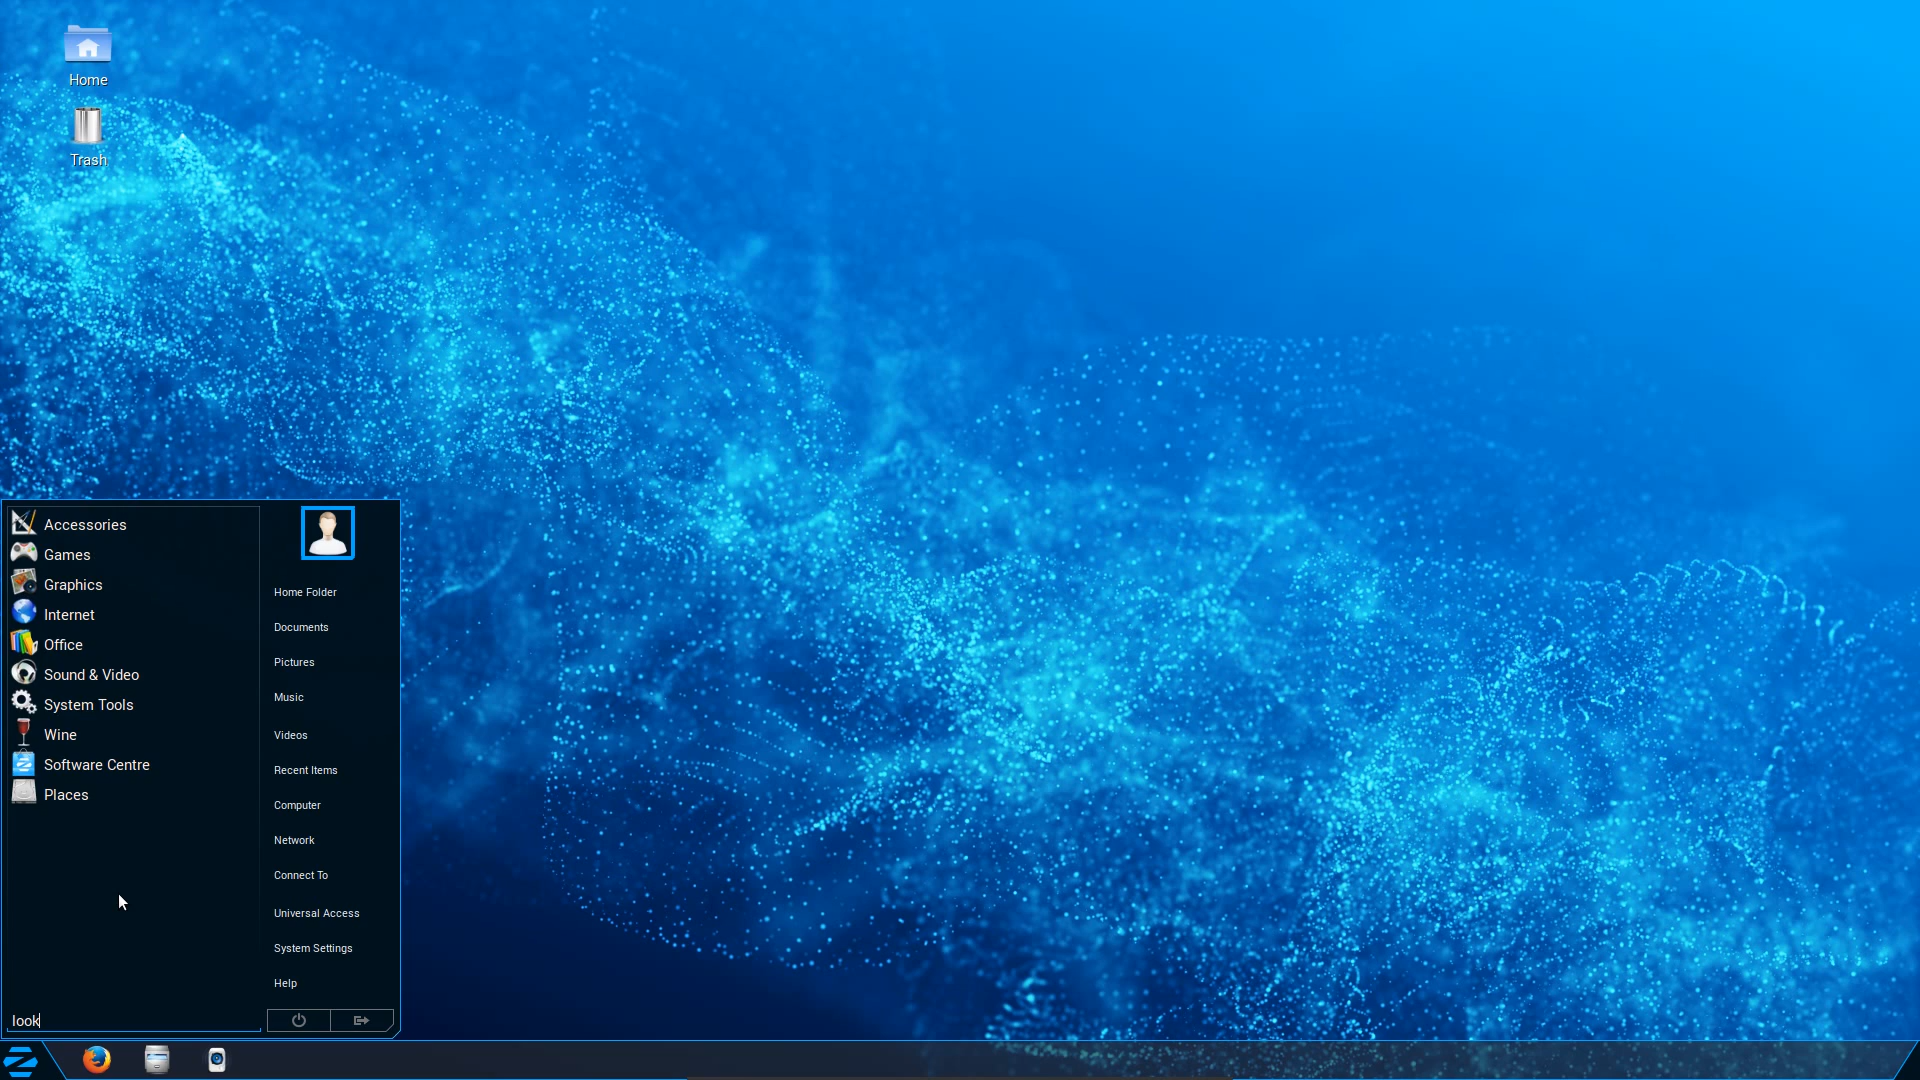 Home
Trash
Accessories
Games
Graphics
Internet
Office
Sound & Video
System Tools
Wine
Software Centre
Places
look
Home Folder
Documents
Pictures
Music
Videos
Recent Items
Computer
Network
Connect To
Universal Access
System Settings
Help